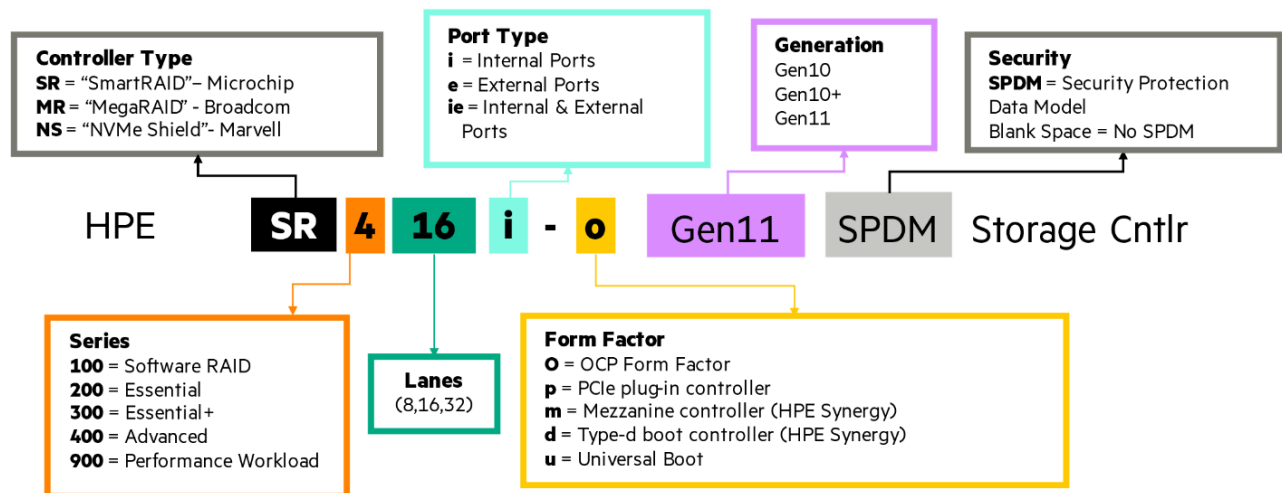 Controller Type
SR = “SmartRAID”– Microchip
MR = “MegaRAID” - Broadcom
NS = “NVMe Shield”- Marvell
Port Type
i = Internal Ports
e = External Ports
ie = Internal & External
Ports
Generation
Gen10
Gen10+
Gen11
Security
SPDM = Security Protection
Data Model
Blank Space = No SPDM
HPE SR 4 16 i - o Gen11 SPDM Storage Cntlr
Series
100 = Software RAID
200 = Essential
300 = Essential+
400 = Advanced
900 = Performance Workload
Lanes
(8,16,32)
Form Factor
O = OCP Form Factor
p = PCIe plug-in controller
m = Mezzanine controller (HPE Synergy)
d = Type-d boot controller (HPE Synergy)
u = Universal Boot